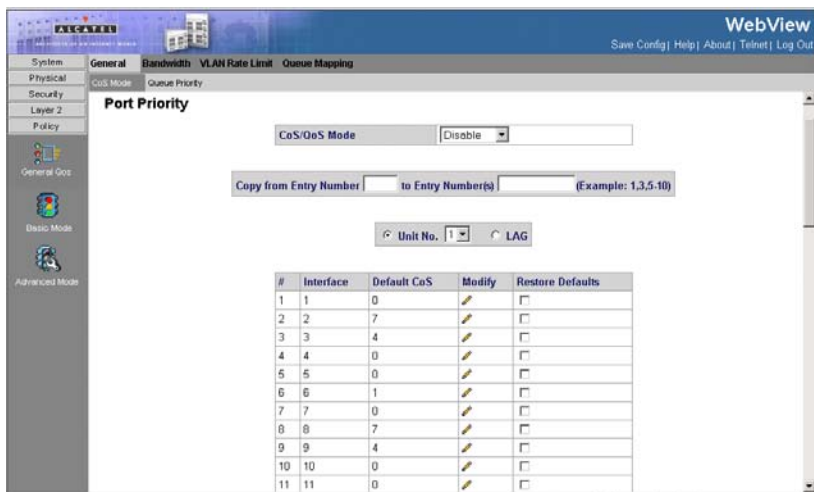 ALCATEL
WebView
Save Config| Help| About| Telnet| Log Out
System
Physical
Security
Layer 2
Policy
General Qos
Basic Mode
Advanced Mode
General Bandwidth VLAN Rate Limit Queue Mapping
CoS Mode Queue Priority
Port Priority
CoS/QoS Mode Disable
Copy from Entry Number to Entry Number(s) (Example: 1,3,5-10)
Unit No. 1 LAG
# Interface Default CoS Modify Restore Defaults
1 1 0
2 2 7
3 3 4
4 4 0
5 5 0
6 6 1
7 7 0
8 8 7
9 9 4
10 10 0
11 11 0